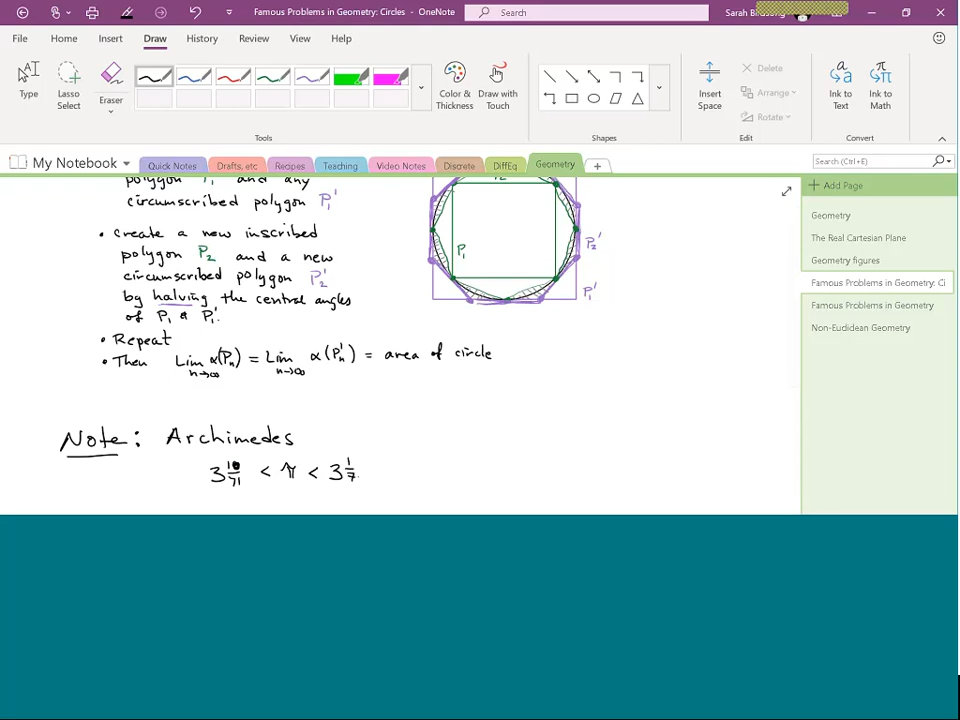 Famous Problems in Geometry: Circles - OneNote
Search
File Home Insert Draw History Review View Help
Type
Lasso Select
Eraser
Color & Thickness
Draw with Touch
Insert Space
Delete
Arrange
Rotate
Ink to Text
Ink to Math
Tools
Shapes
Edit
Convert
My Notebook
Quick Notes
Drafts, etc
Recipes
Teaching
Video Notes
Discrete
DiffEq
Geometry
Search (Ctrl+E)
Add Page
Geometry
The Real Cartesian Plane
Geometry figures
Famous Problems in Geometry: Ci
Famous Problems in Geometry
Non-Euclidean Geometry
polygon P₁ and any
circumscribed polygon P₁'
• create a new inscribed
polygon P₂ and a new
circumscribed polygon P₂'
by halving the central angles
of P₁ & P₁'.
• Repeat
• Then Lim n→∞ α(Pn) = Lim n→∞ α(Pn') = area of circle
P₁
P₂'
P₁'
Note: Archimedes
3 10/71 < π < 3 1/7